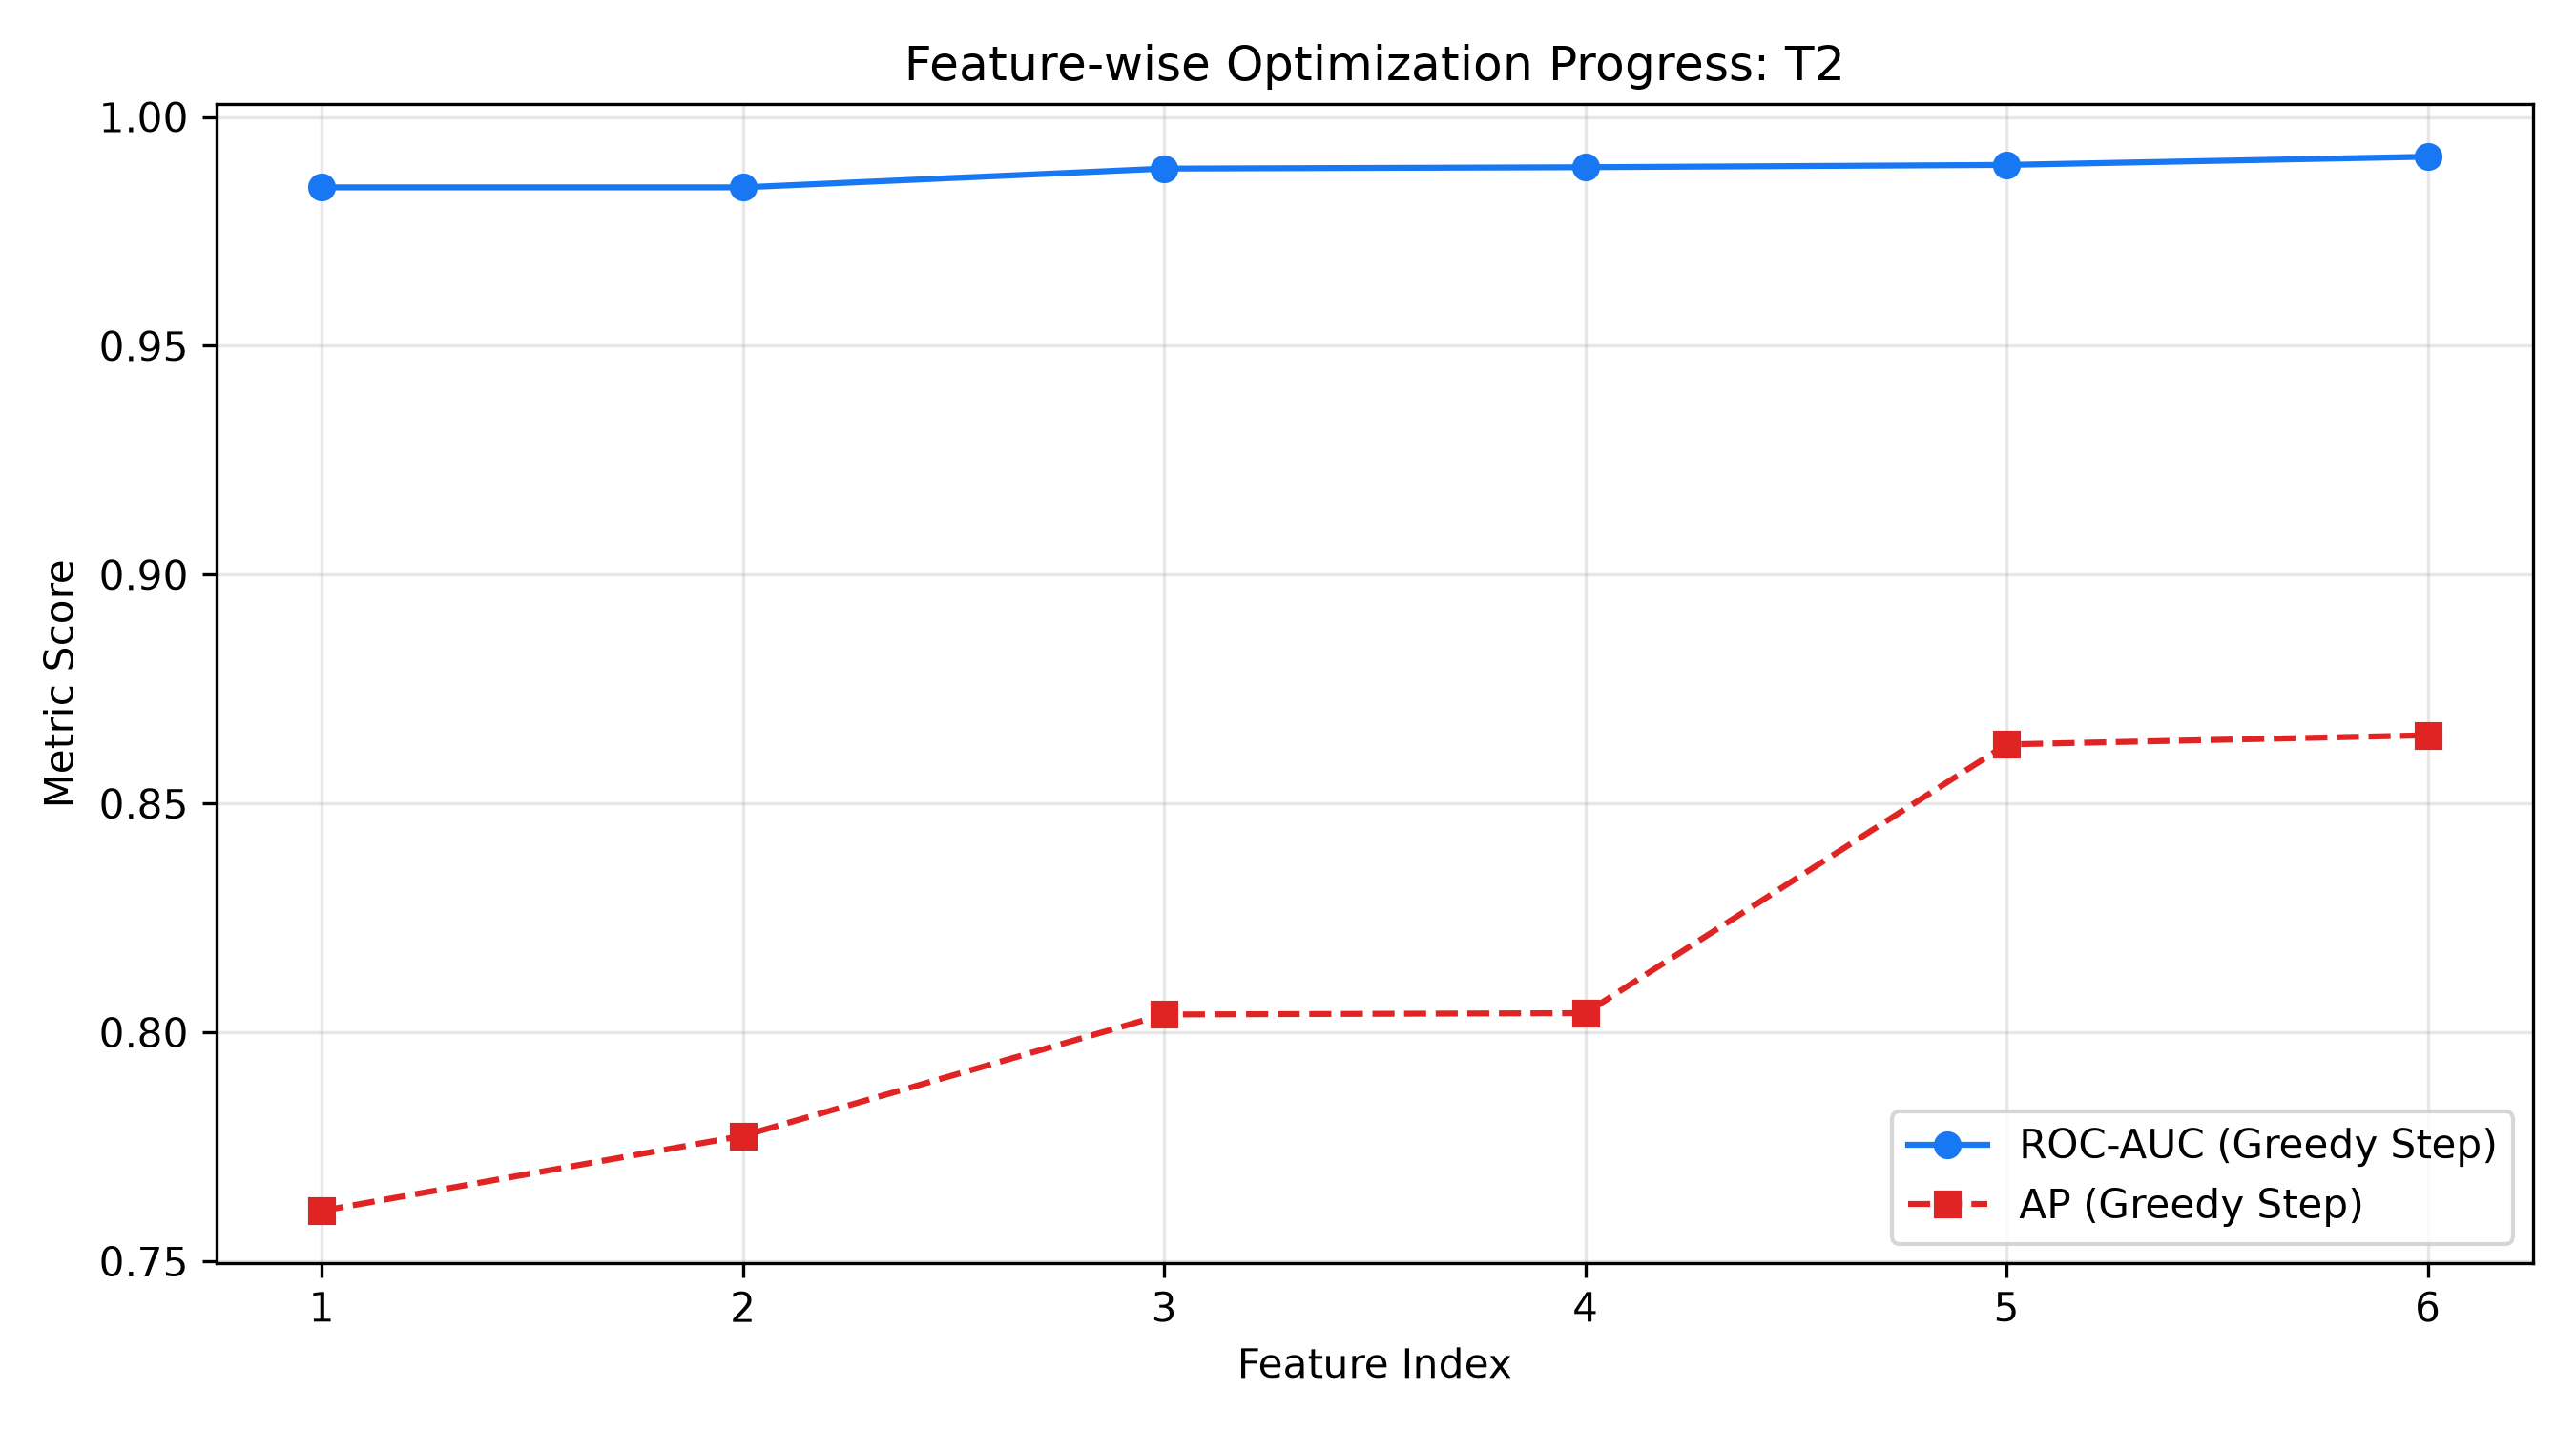 Feature-wise Optimization Progress: T2
1.00
0.95
0.90
0.85
0.80
0.75
Metric Score
1 2 3 4 5 6
Feature Index
ROC-AUC (Greedy Step)
AP (Greedy Step)